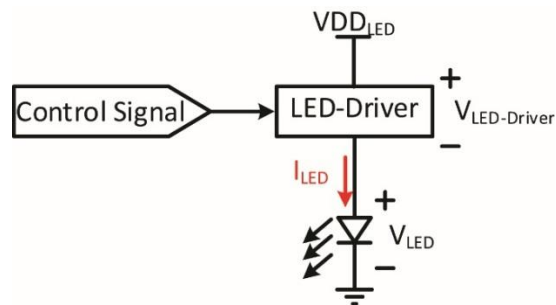 VDDLED
+
Control Signal
LED-Driver
VLED-Driver
−
ILED
+
VLED
−